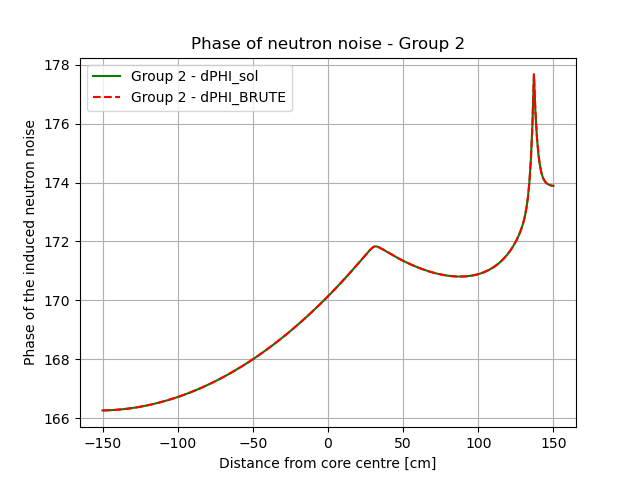 Phase of neutron noise - Group 2
Phase of the induced neutron noise
178
176
174
172
170
168
166
Group 2 - dPHI_sol
Group 2 - dPHI_BRUTE
−150 −100 −50 0 50 100 150
Distance from core centre [cm]